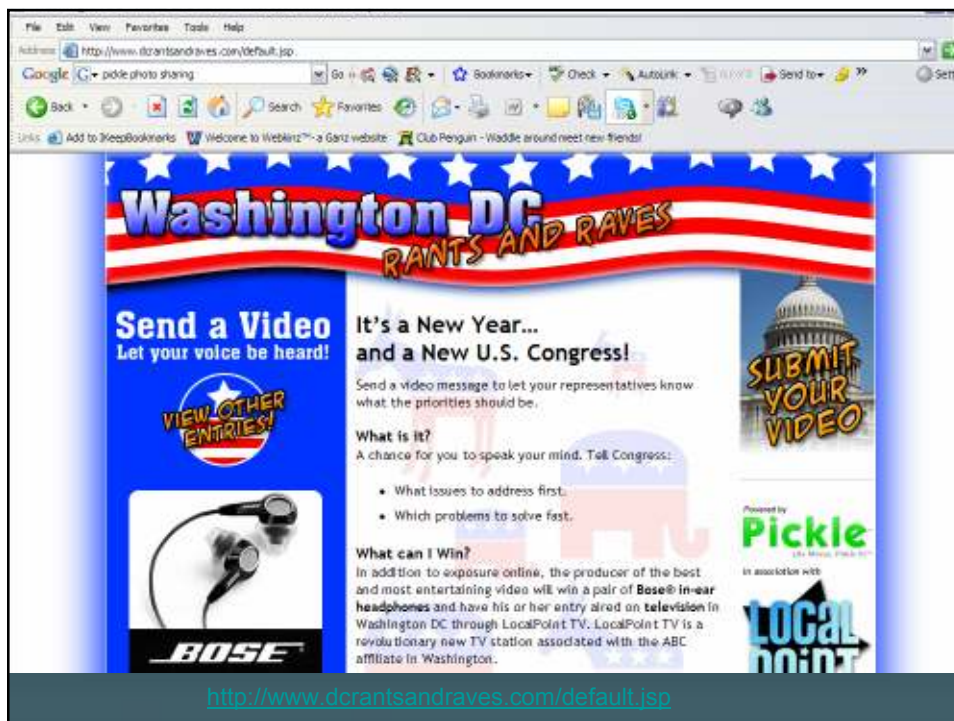 File Edit View Favorites Tools Help
Address http://www.dcrantsandraves.com/default.jsp
Google G pickle photo sharing Go Bookmarks Check AutoLink Send to Sett
Back Search Favorites
Links Add to IKeepBookmarks Welcome to Webkinz™ - a Ganz website Club Penguin - Waddle around meet new friends!
Washington DC
RANTS AND RAVES
Send a Video
Let your voice be heard!
VIEW OTHER
ENTRIES!
BOSE
It's a New Year…
and a New U.S. Congress!
Send a video message to let your representatives know
what the priorities should be.
What is it?
A chance for you to speak your mind. Tell Congress:
• What issues to address first.
• Which problems to solve fast.
What can I Win?
In addition to exposure online, the producer of the best
and most entertaining video will win a pair of Bose® in-ear
headphones and have his or her entry aired on television in
Washington DC through LocalPoint TV. LocalPoint TV is a
revolutionary new TV station associated with the ABC
affiliate in Washington.
SUBMIT
YOUR
VIDEO
Powered by
Pickle
in association with
LOCAL
POINT
http://www.dcrantsandraves.com/default.jsp